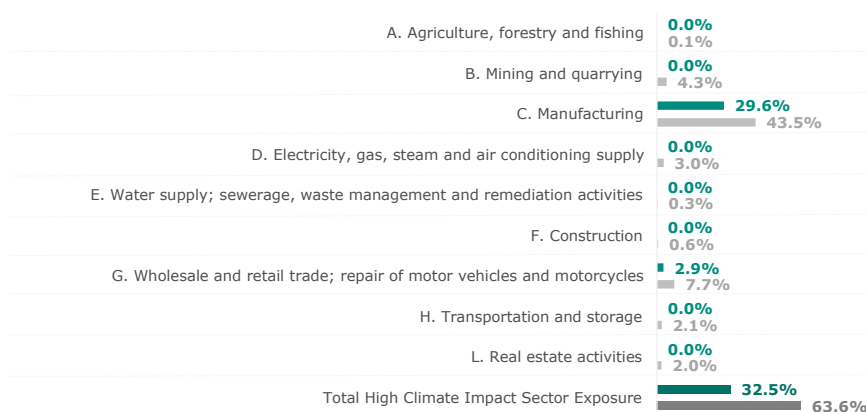 A. Agriculture, forestry and fishing
0.0%
0.1%
B. Mining and quarrying
0.0%
4.3%
C. Manufacturing
29.6%
43.5%
D. Electricity, gas, steam and air conditioning supply
0.0%
3.0%
E. Water supply; sewerage, waste management and remediation activities
0.0%
0.3%
F. Construction
0.0%
0.6%
G. Wholesale and retail trade; repair of motor vehicles and motorcycles
2.9%
7.7%
H. Transportation and storage
0.0%
2.1%
L. Real estate activities
0.0%
2.0%
Total High Climate Impact Sector Exposure
32.5%
63.6%